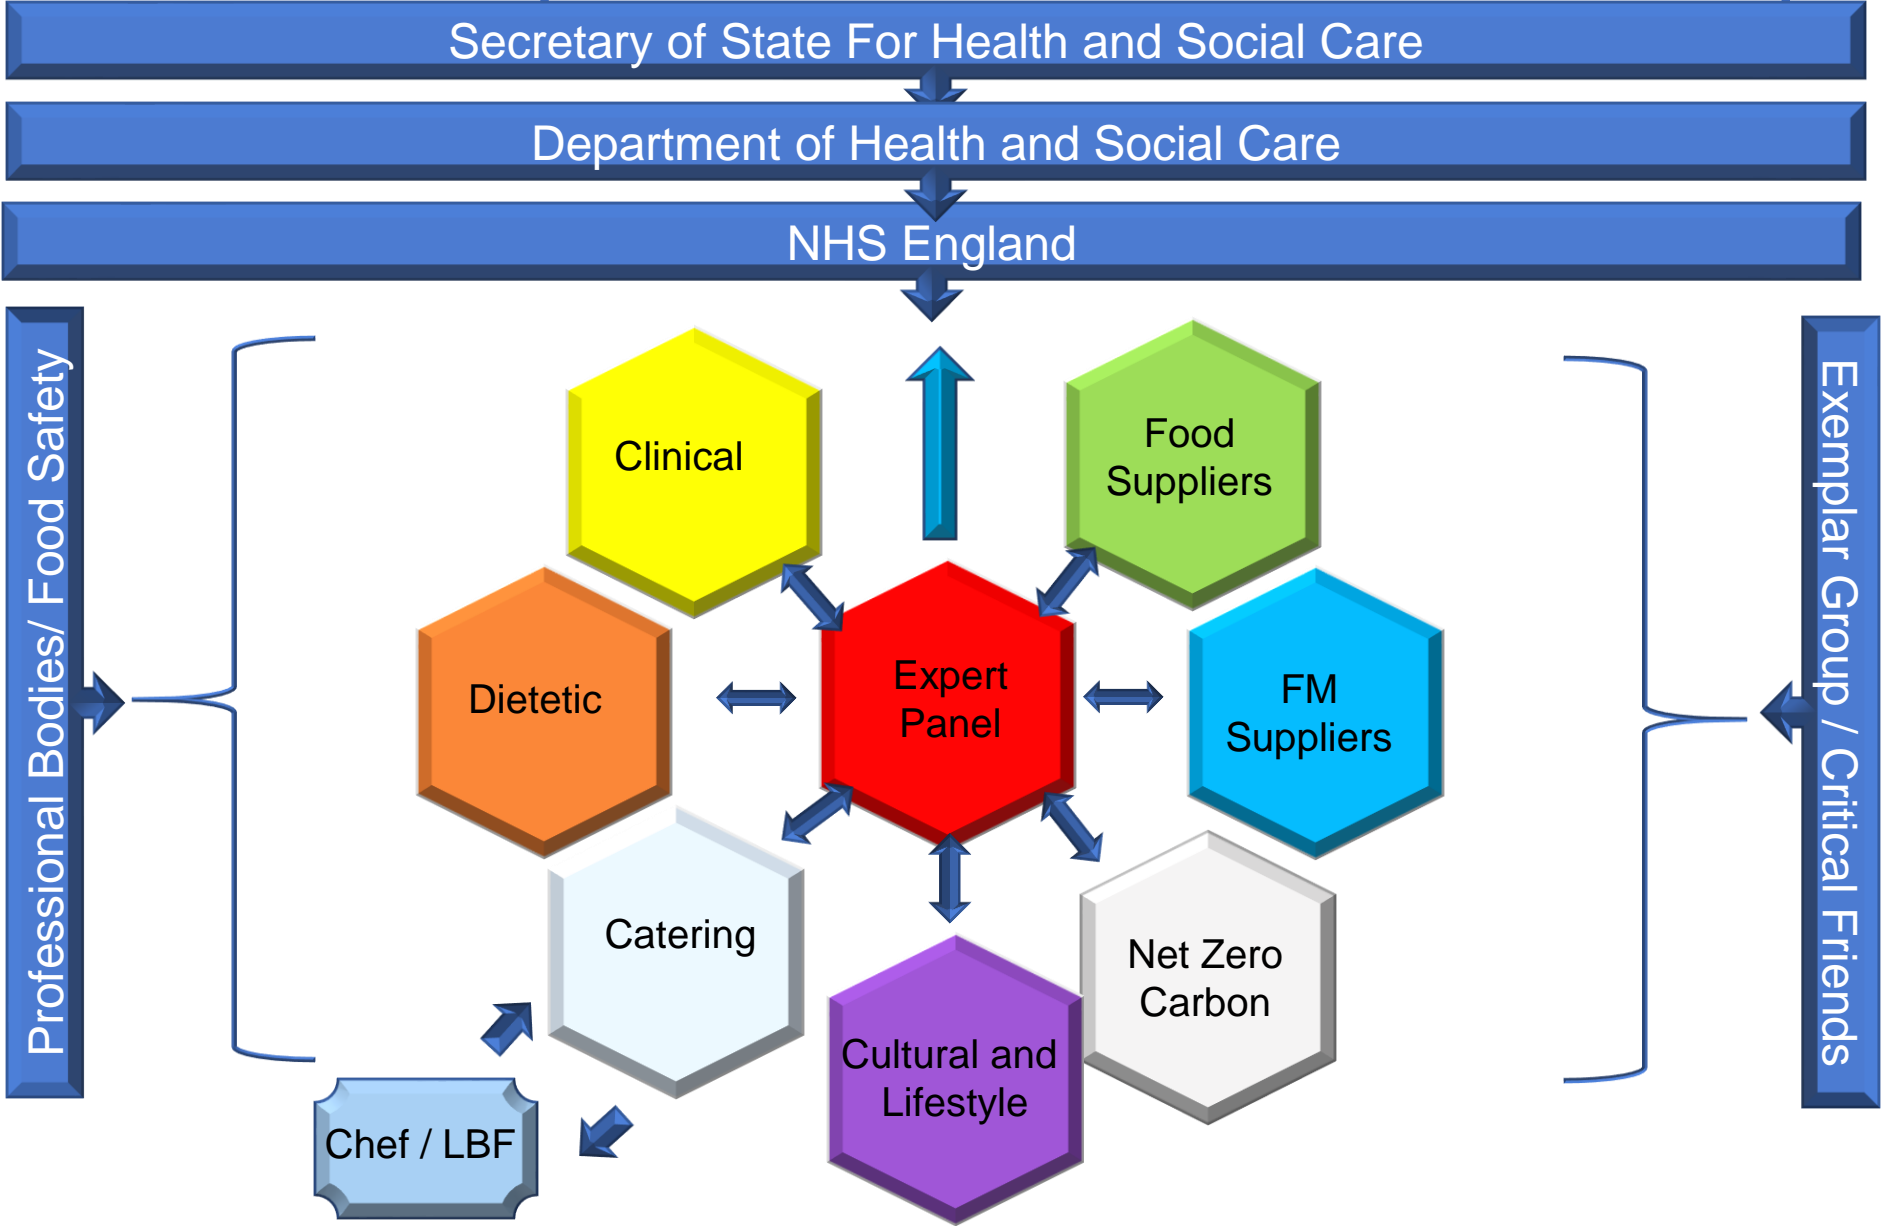 Secretary of State For Health and Social Care
Department of Health and Social Care
NHS England
Professional Bodies/ Food Safety
Clinical
Food
Suppliers
Dietetic
Expert
Panel
FM
Suppliers
Catering
Net Zero
Carbon
Cultural and
Lifestyle
Chef / LBF
Exemplar Group / Critical Friends